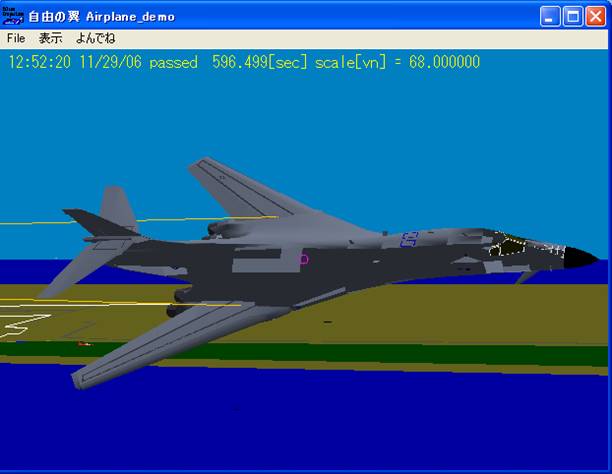 自由の翼 Airplane_demo
File 表示 よんでね
12:52:20 11/29/06 passed 596.499[sec] scale[vn] = 68.000000